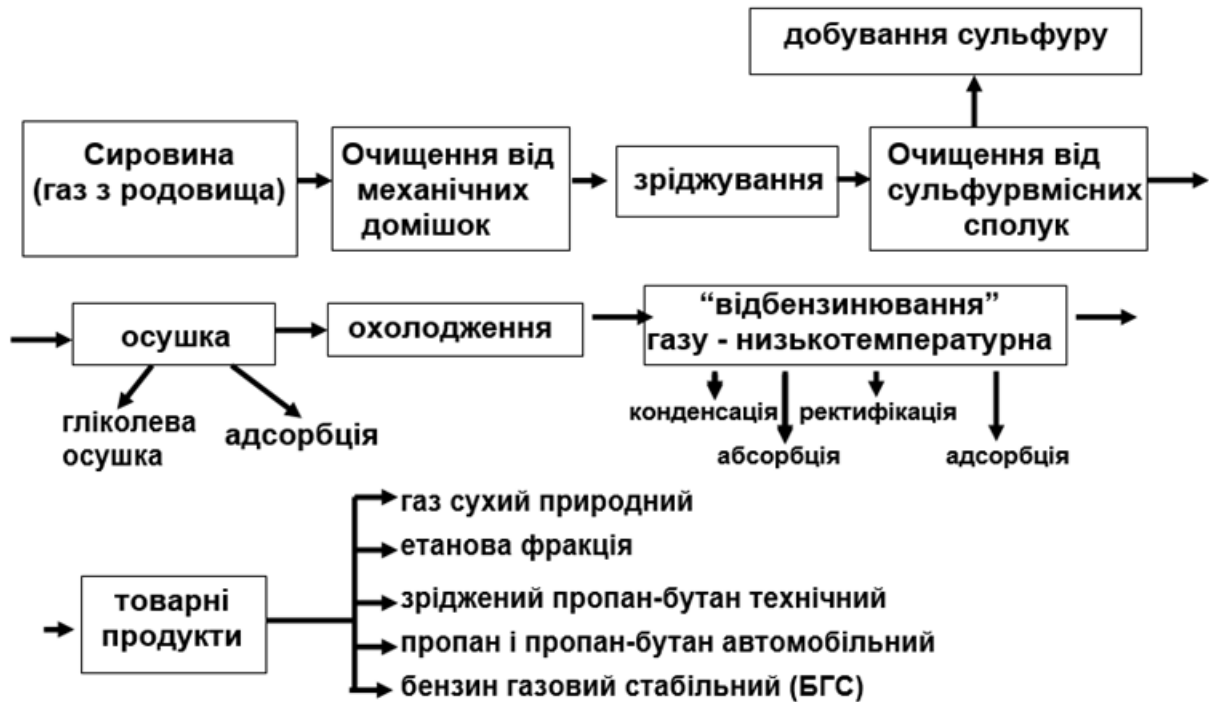 добування сульфуру
Сировина
(газ з родовища)
Очищення від
механічних
домішок
зріджування
Очищення від
сульфурвмісних
сполук
осушка
гліколева
осушка
адсорбція
охолодження
“відбензинювання”
газу - низькотемпературна
конденсація
абсорбція
ректифікація
адсорбція
товарні
продукти
газ сухий природний
етанова фракція
зріджений пропан-бутан технічний
пропан і пропан-бутан автомобільний
бензин газовий стабільний (БГС)